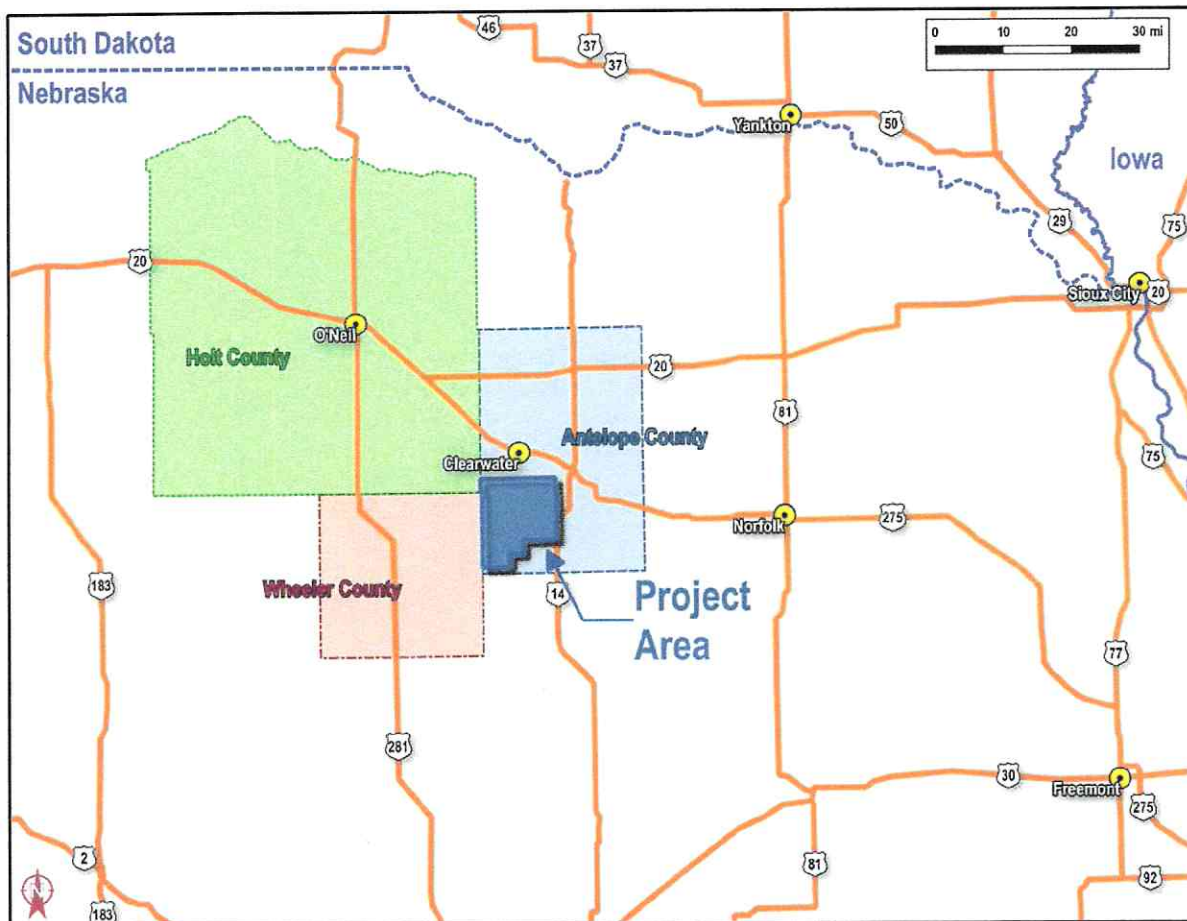 South Dakota
Nebraska
46
37
37
0 10 20 30 mi
Yankton
50
Iowa
29
75
20
Sioux City
20
O'Neil
Holt County
20
81
Antelope County
Clearwater
75
Norfolk
275
Wheeler County
183
14
Project
Area
77
281
30
Freemont
275
2
81
92
183
N